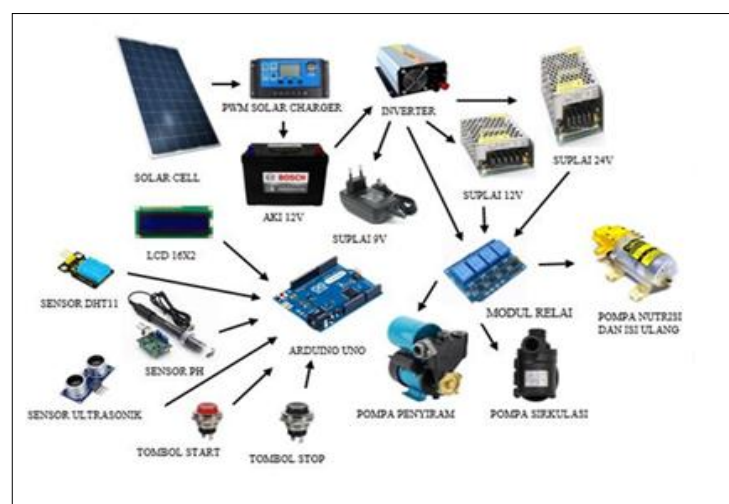 PWM SOLAR CHARGER
INVERTER
SOLAR CELL
BOSCH
AKI 12V
SUPLAI 9V
SUPLAI 12V
SUPLAI 24V
LCD 16X2
SENSOR DHT11
SENSOR PH
ARDUINO UNO
MODUL RELAI
POMPA NUTRISI
DAN ISI ULANG
SENSOR ULTRASONIK
POMPA PENYIRAM
POMPA SIRKULASI
TOMBOL START
TOMBOL STOP